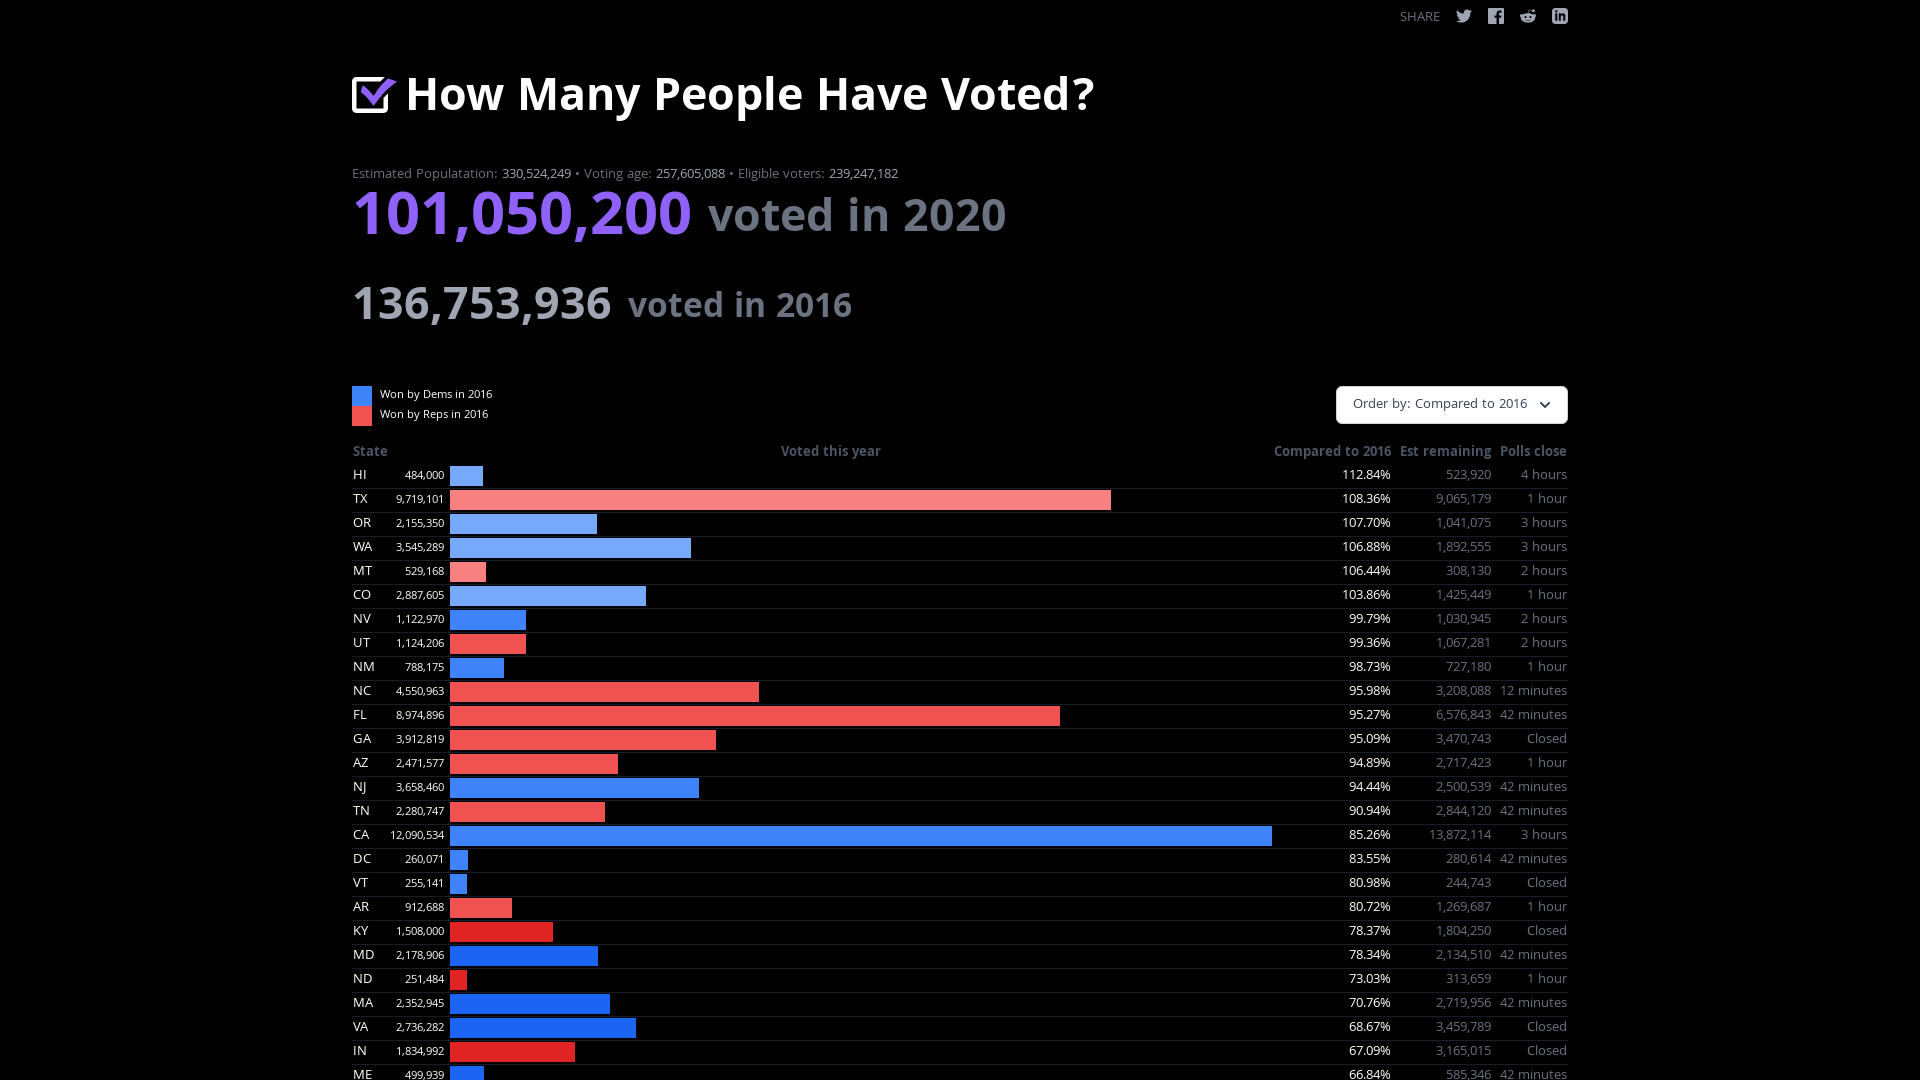 SHARE
How Many People Have Voted?
Estimated Populatation: 330,524,249 • Voting age: 257,605,088 • Eligible voters: 239,247,182
101,050,200 voted in 2020
136,753,936 voted in 2016
Won by Dems in 2016
Won by Reps in 2016
Order by: Compared to 2016
State Voted this year Compared to 2016 Est remaining Polls close
HI 484,000 112.84% 523,920 4 hours
TX 9,719,101 108.36% 9,065,179 1 hour
OR 2,155,350 107.70% 1,041,075 3 hours
WA 3,545,289 106.88% 1,892,555 3 hours
MT 529,168 106.44% 308,130 2 hours
CO 2,887,605 103.86% 1,425,449 1 hour
NV 1,122,970 99.79% 1,030,945 2 hours
UT 1,124,206 99.36% 1,067,281 2 hours
NM 788,175 98.73% 727,180 1 hour
NC 4,550,963 95.98% 3,208,088 12 minutes
FL 8,974,896 95.27% 6,576,843 42 minutes
GA 3,912,819 95.09% 3,470,743 Closed
AZ 2,471,577 94.89% 2,717,423 1 hour
NJ 3,658,460 94.44% 2,500,539 42 minutes
TN 2,280,747 90.94% 2,844,120 42 minutes
CA 12,090,534 85.26% 13,872,114 3 hours
DC 260,071 83.55% 280,614 42 minutes
VT 255,141 80.98% 244,743 Closed
AR 912,688 80.72% 1,269,687 1 hour
KY 1,508,000 78.37% 1,804,250 Closed
MD 2,178,906 78.34% 2,134,510 42 minutes
ND 251,484 73.03% 313,659 1 hour
MA 2,352,945 70.76% 2,719,956 42 minutes
VA 2,736,282 68.67% 3,459,789 Closed
IN 1,834,992 67.09% 3,165,015 Closed
ME 499,939 66.84% 585,346 42 minutes